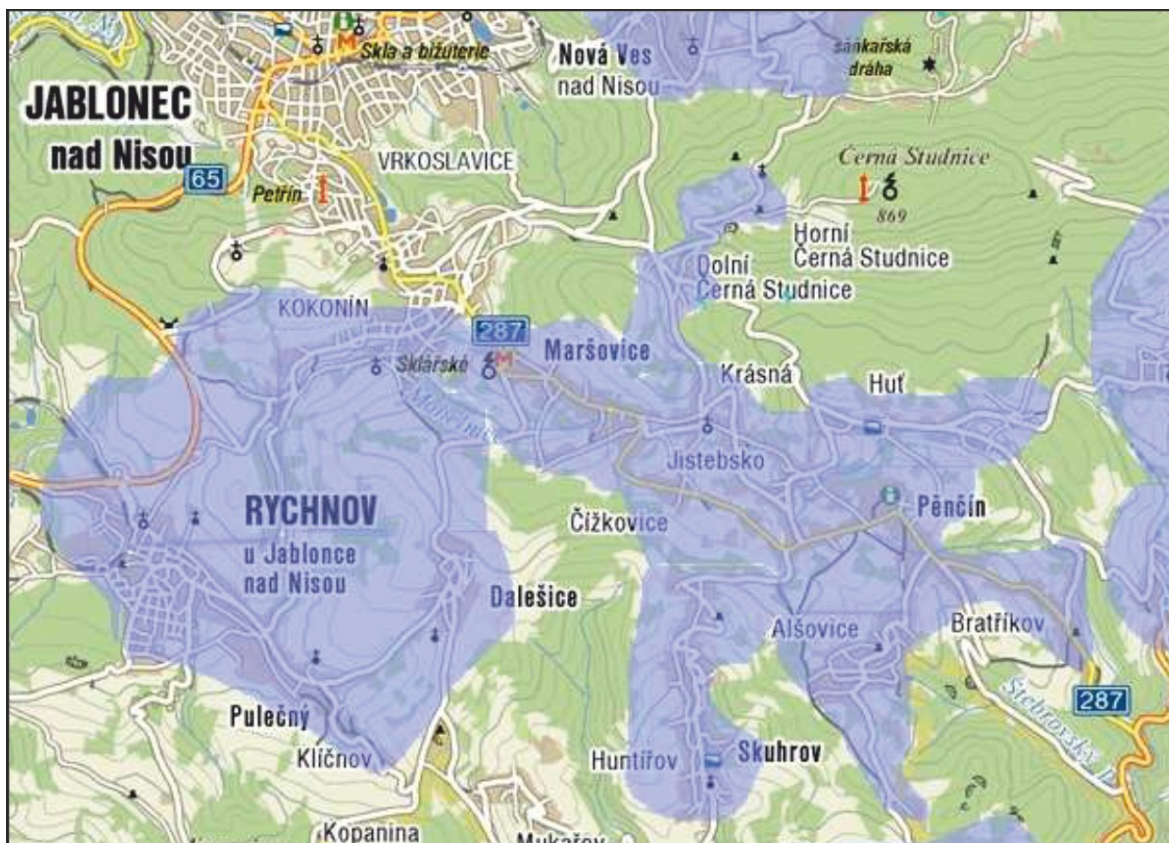 Skla a bižuterie
Nová Ves
nad Nisou
sáňkařská
dráha
JABLONEC
nad Nisou
65
VRKOSLAVICE
Petřín
Černá Studnice
869
Horní
Černá Studnice
Dolní
Černá Studnice
KOKONÍN
287
Maršovice
Sklářské
M
Krásná
Huť
Mohelka
Jistebsko
RYCHNOV
u Jablonce
nad Nisou
Čížkovice
Pěnčín
Dalešice
Alšovice
Bratříkov
287
Pulečný
Klíčnov
Huntířov
Skuhrov
Kopanina
Mukařov